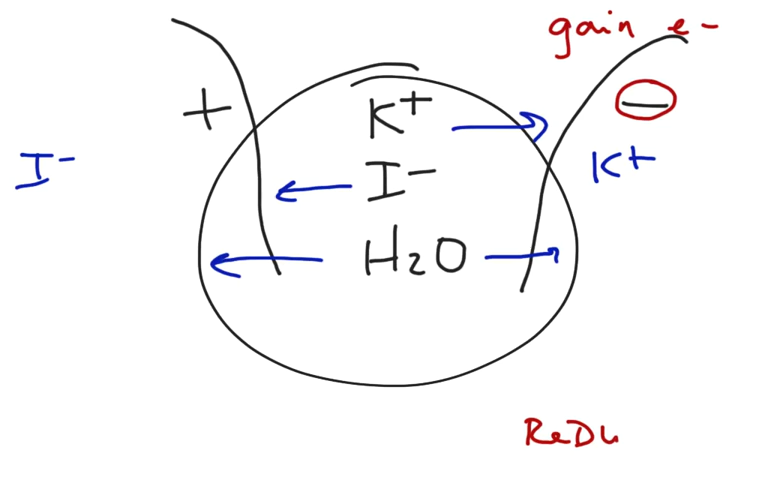 gain e-
+
K+
−
I-
K+
I-
H2O
ReDu